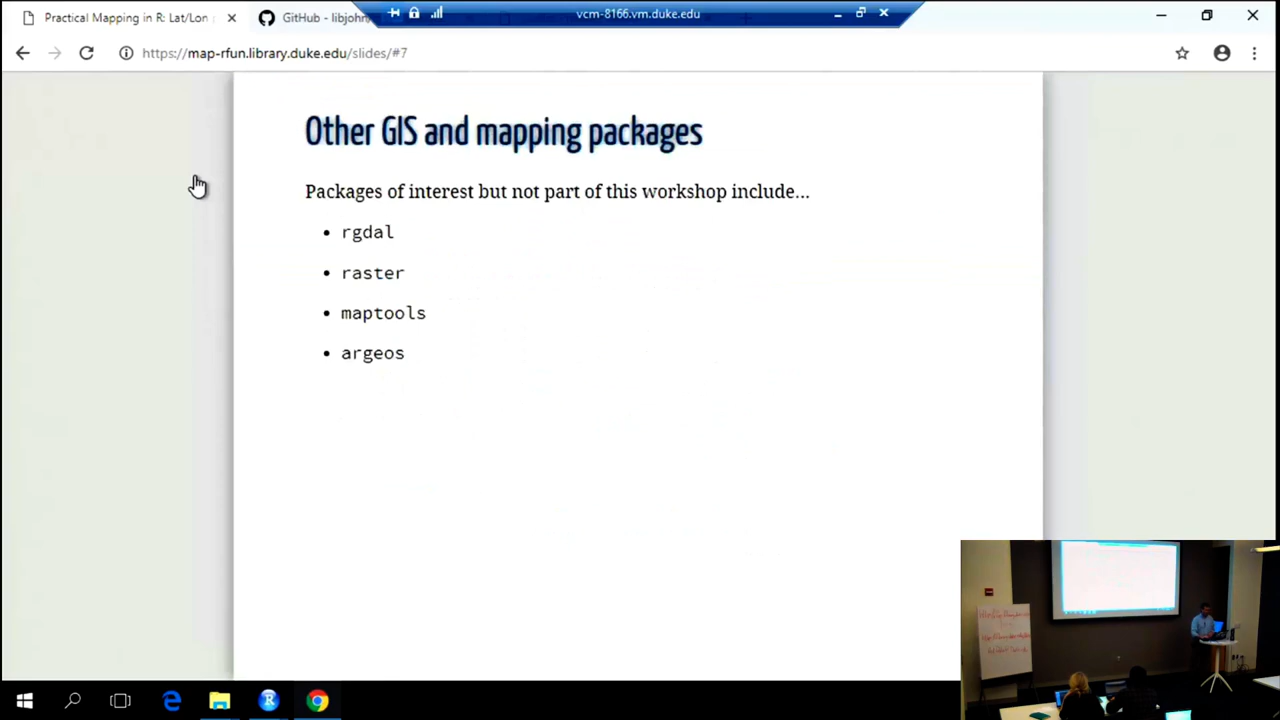 Practical Mapping in R: Lat/Lon
GitHub - libjohn
vcm-8166.vm.duke.edu
https://map-rfun.library.duke.edu/slides/#7
Other GIS and mapping packages
Packages of interest but not part of this workshop include...
• rgdal
• raster
• maptools
• argeos